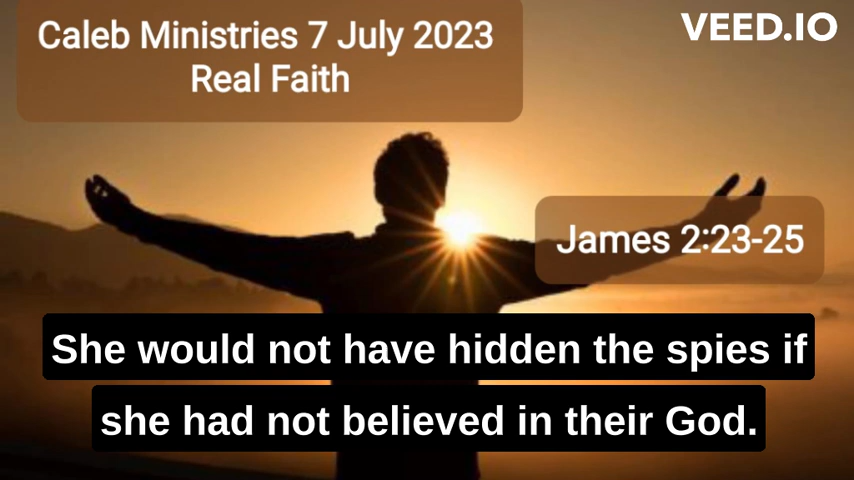 Caleb Ministries 7 July 2023
Real Faith
VEED.IO
James 2:23-25
She would not have hidden the spies if
she had not believed in their God.